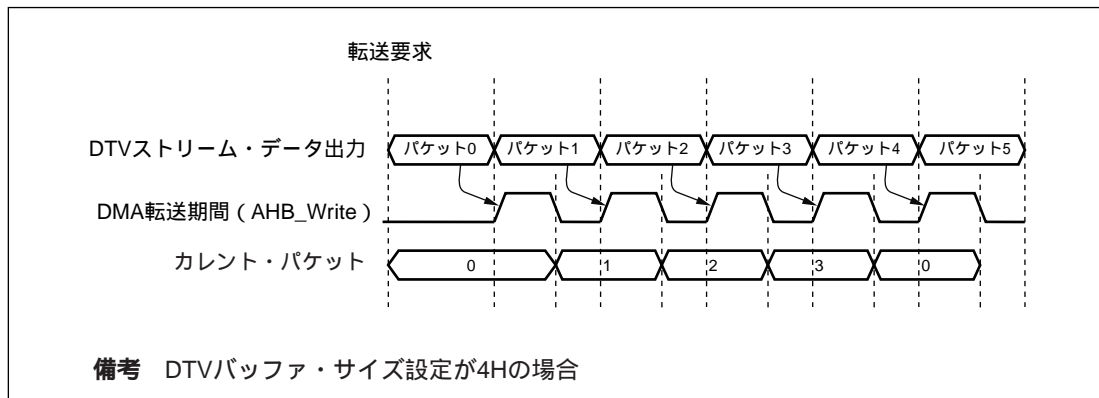 転送要求
DTVストリーム・データ出力 パケット0 パケット1 パケット2 パケット3 パケット4 パケット5
DMA転送期間（AHB_Write）
カレント・パケット 0 1 2 3 0
備考 DTVバッファ・サイズ設定が4Hの場合